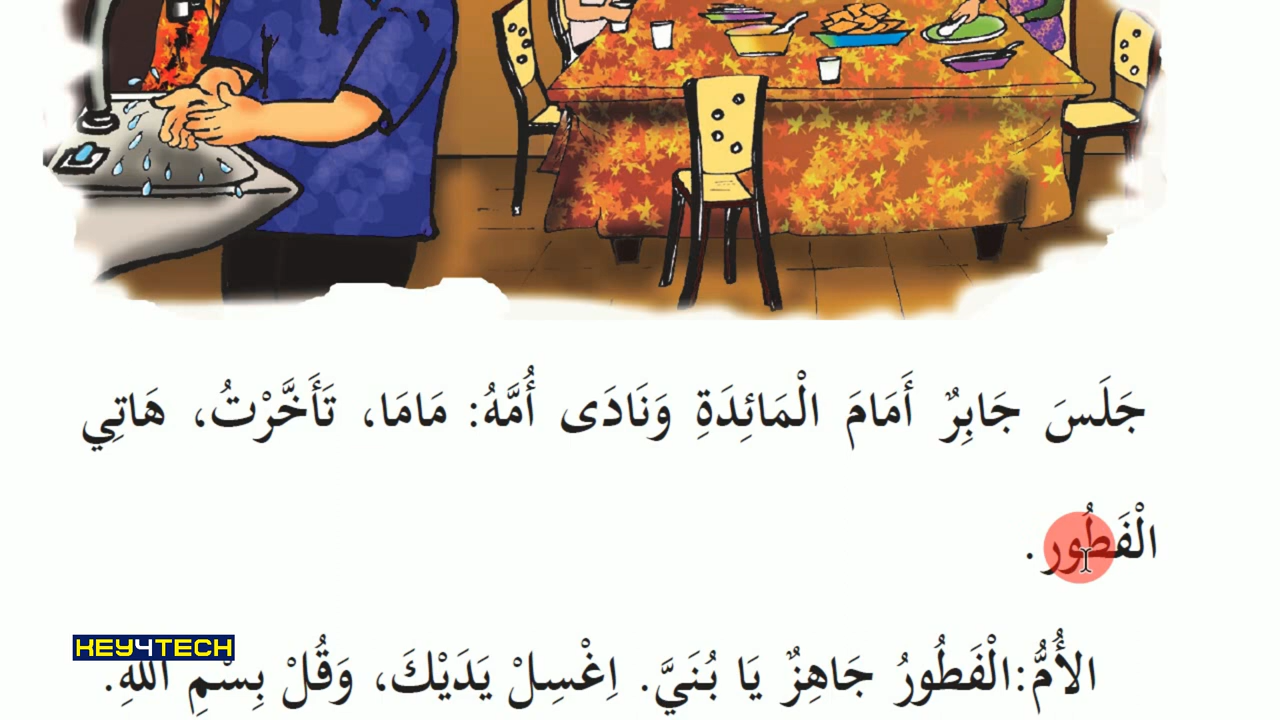 جَلَسَ جَابِرٌ أَمَامَ الْمَائِدَةِ وَنَادَى أُمَّهُ: مَامَا، تَأَخَّرْتُ، هَاتِي
الْفَطُور.
KEY4TECH
الأُمُّ:الْفَطُورُ جَاهِزٌ يَا بُنَيَّ. اِغْسِلْ يَدَيْكَ، وَقُلْ بِسْمِ اللهِ.